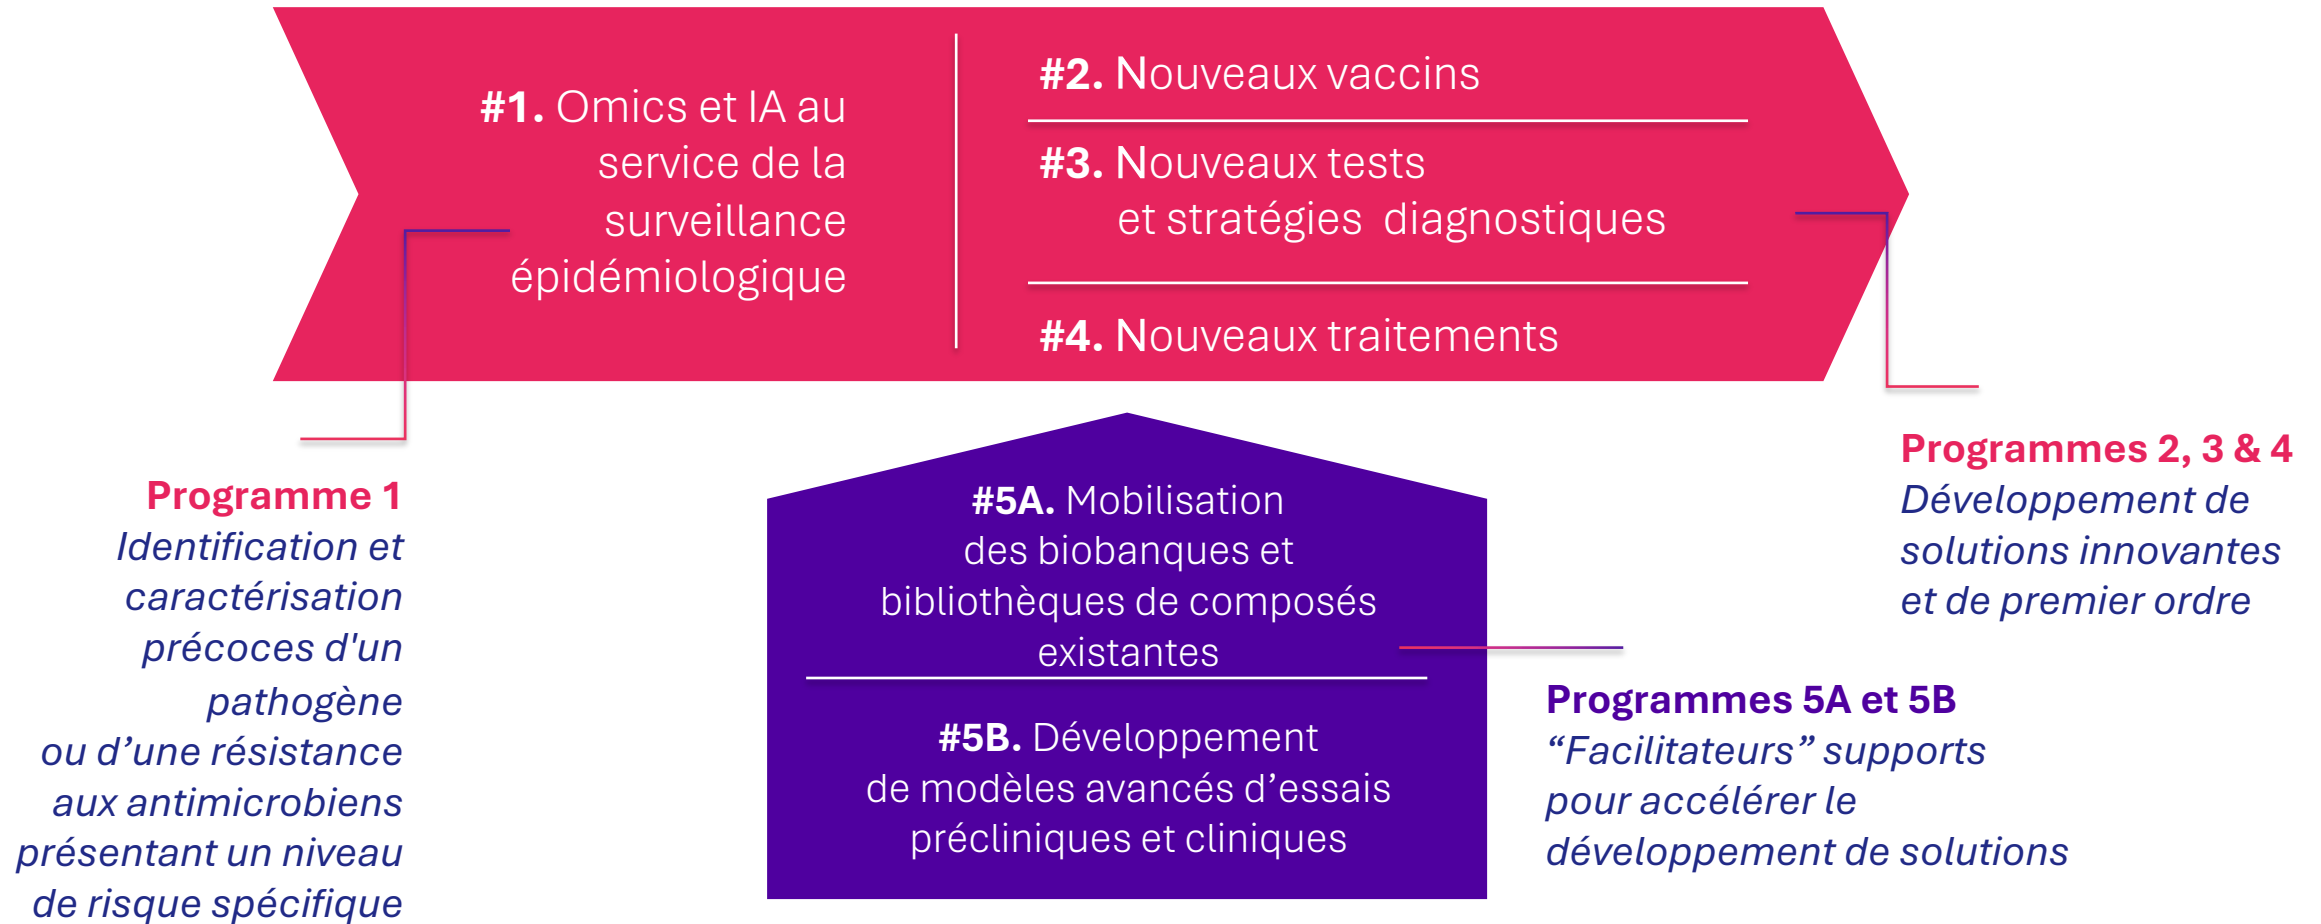 #1. Omics et IA au
service de la
surveillance
épidémiologique
#2. Nouveaux vaccins
#3. Nouveaux tests
et stratégies diagnostiques
#4. Nouveaux traitements
Programme 1
Identification et
caractérisation
précoces d'un
pathogène
ou d’une résistance
aux antimicrobiens
présentant un niveau
de risque spécifique
#5A. Mobilisation
des biobanques et
bibliothèques de composés
existantes
#5B. Développement
de modèles avancés d’essais
précliniques et cliniques
Programmes 2, 3 & 4
Développement de
solutions innovantes
et de premier ordre
Programmes 5A et 5B
“Facilitateurs” supports
pour accélérer le
développement de solutions